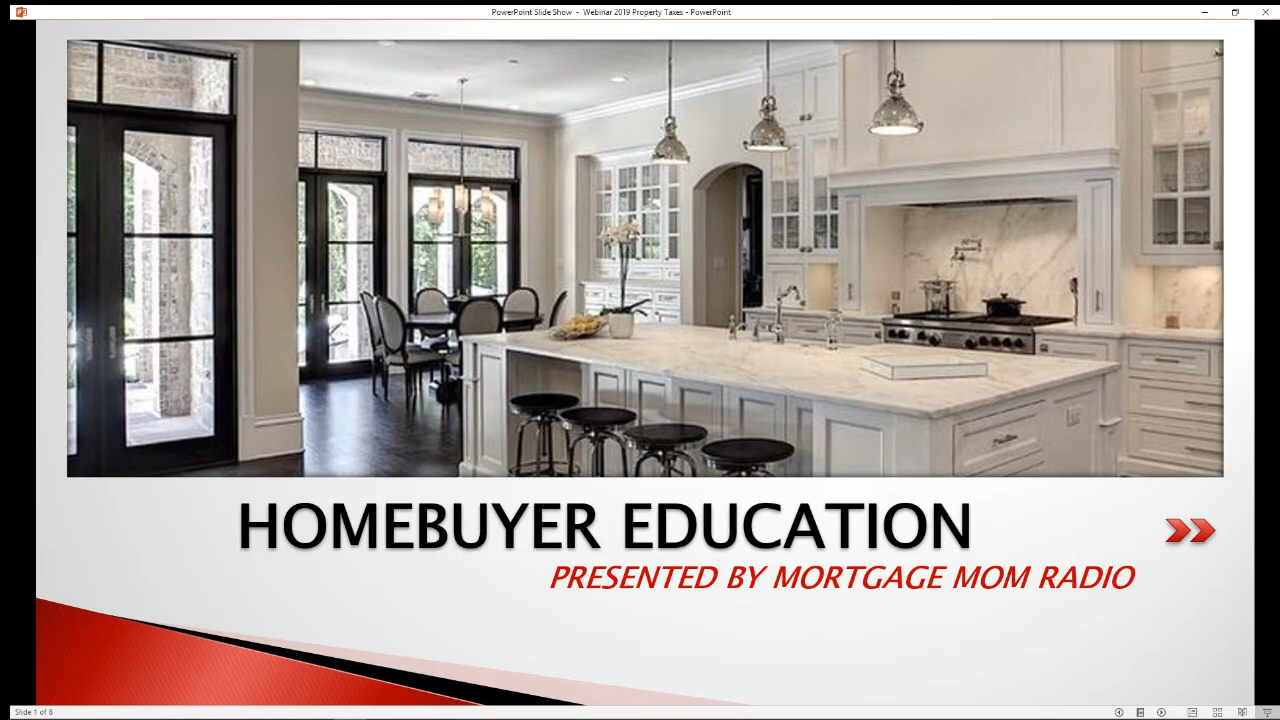 PowerPoint Slide Show - Webinar 2019 Property Taxes - PowerPoint
HOMEBUYER EDUCATION
PRESENTED BY MORTGAGE MOM RADIO
Slide 1 of 8